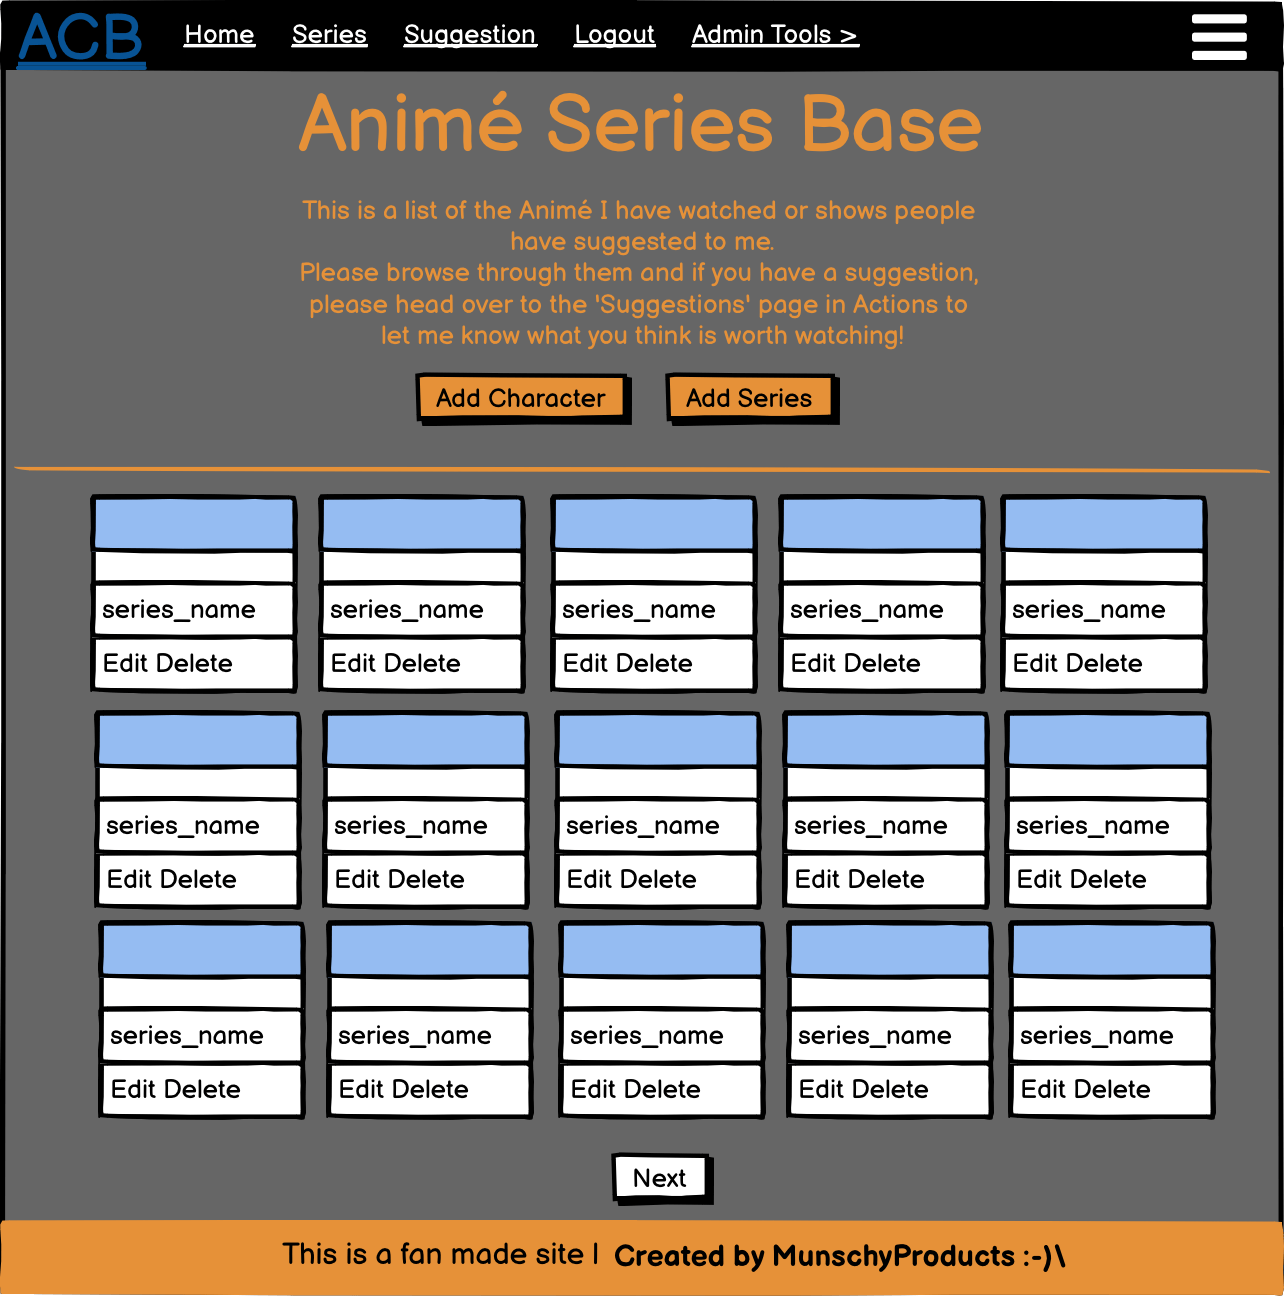 ACB Home Series Suggestion Logout Admin Tools >
Animé Series Base
This is a list of the Animé I have watched or shows people
have suggested to me.
Please browse through them and if you have a suggestion,
please head over to the 'Suggestions' page in Actions to
let me know what you think is worth watching!
Add Character Add Series
series_name series_name series_name series_name series_name
Edit Delete Edit Delete Edit Delete Edit Delete Edit Delete
series_name series_name series_name series_name series_name
Edit Delete Edit Delete Edit Delete Edit Delete Edit Delete
series_name series_name series_name series_name series_name
Edit Delete Edit Delete Edit Delete Edit Delete Edit Delete
Next
This is a fan made site | Created by MunschyProducts :-)\